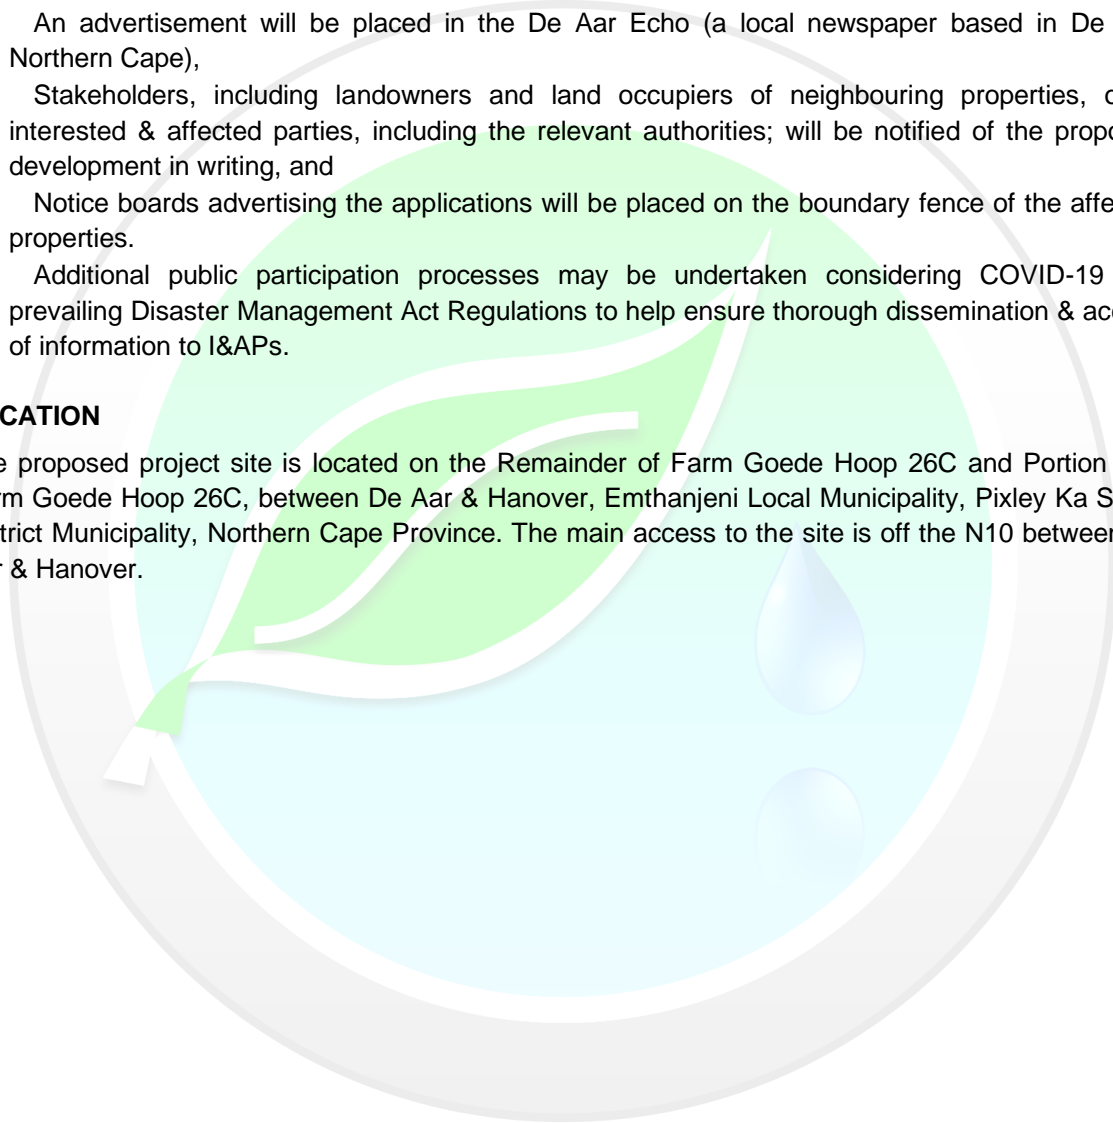 An advertisement will be placed in the De Aar Echo (a local newspaper based in De
Northern Cape),
Stakeholders, including landowners and land occupiers of neighbouring properties,
interested & affected parties, including the relevant authorities; will be notified of the
development in writing, and
Notice boards advertising the applications will be placed on the boundary fence of the
properties.
Additional public participation processes may be undertaken considering COVID-19
prevailing Disaster Management Act Regulations to help ensure thorough dissemination &
of information to I&APs.
CATION
proposed project site is located on the Remainder of Farm Goede Hoop 26C and Portion
Goede Hoop 26C, between De Aar & Hanover, Emthanjeni Local Municipality, Pixley Ka
Municipality, Northern Cape Province. The main access to the site is off the N10 between
& Hanover.